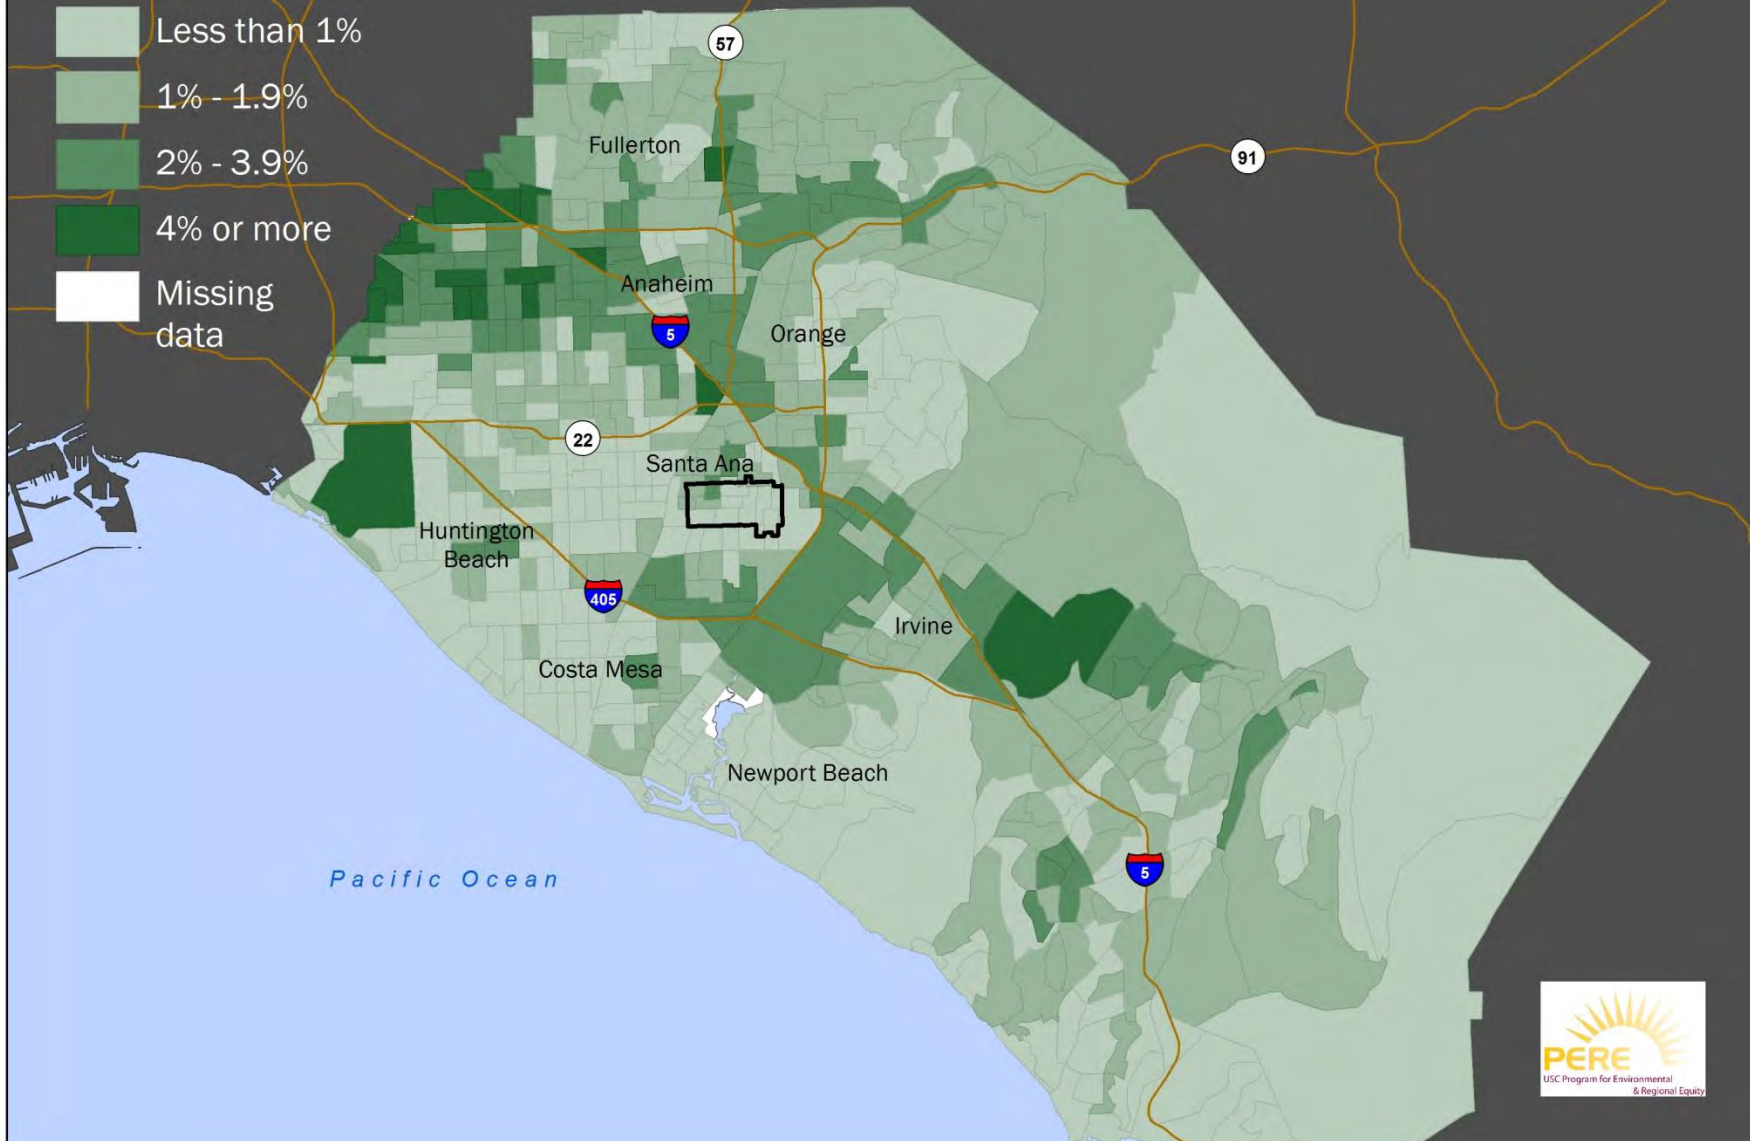 Less than 1%
1% - 1.9%
2% - 3.9%
4% or more
Missing
data
57
Fullerton
91
Anaheim
5
Orange
22
Santa Ana
Huntington
Beach
405
Irvine
Costa Mesa
Newport Beach
5
Pacific Ocean
PERE
USC Program for Environmental
& Regional Equity